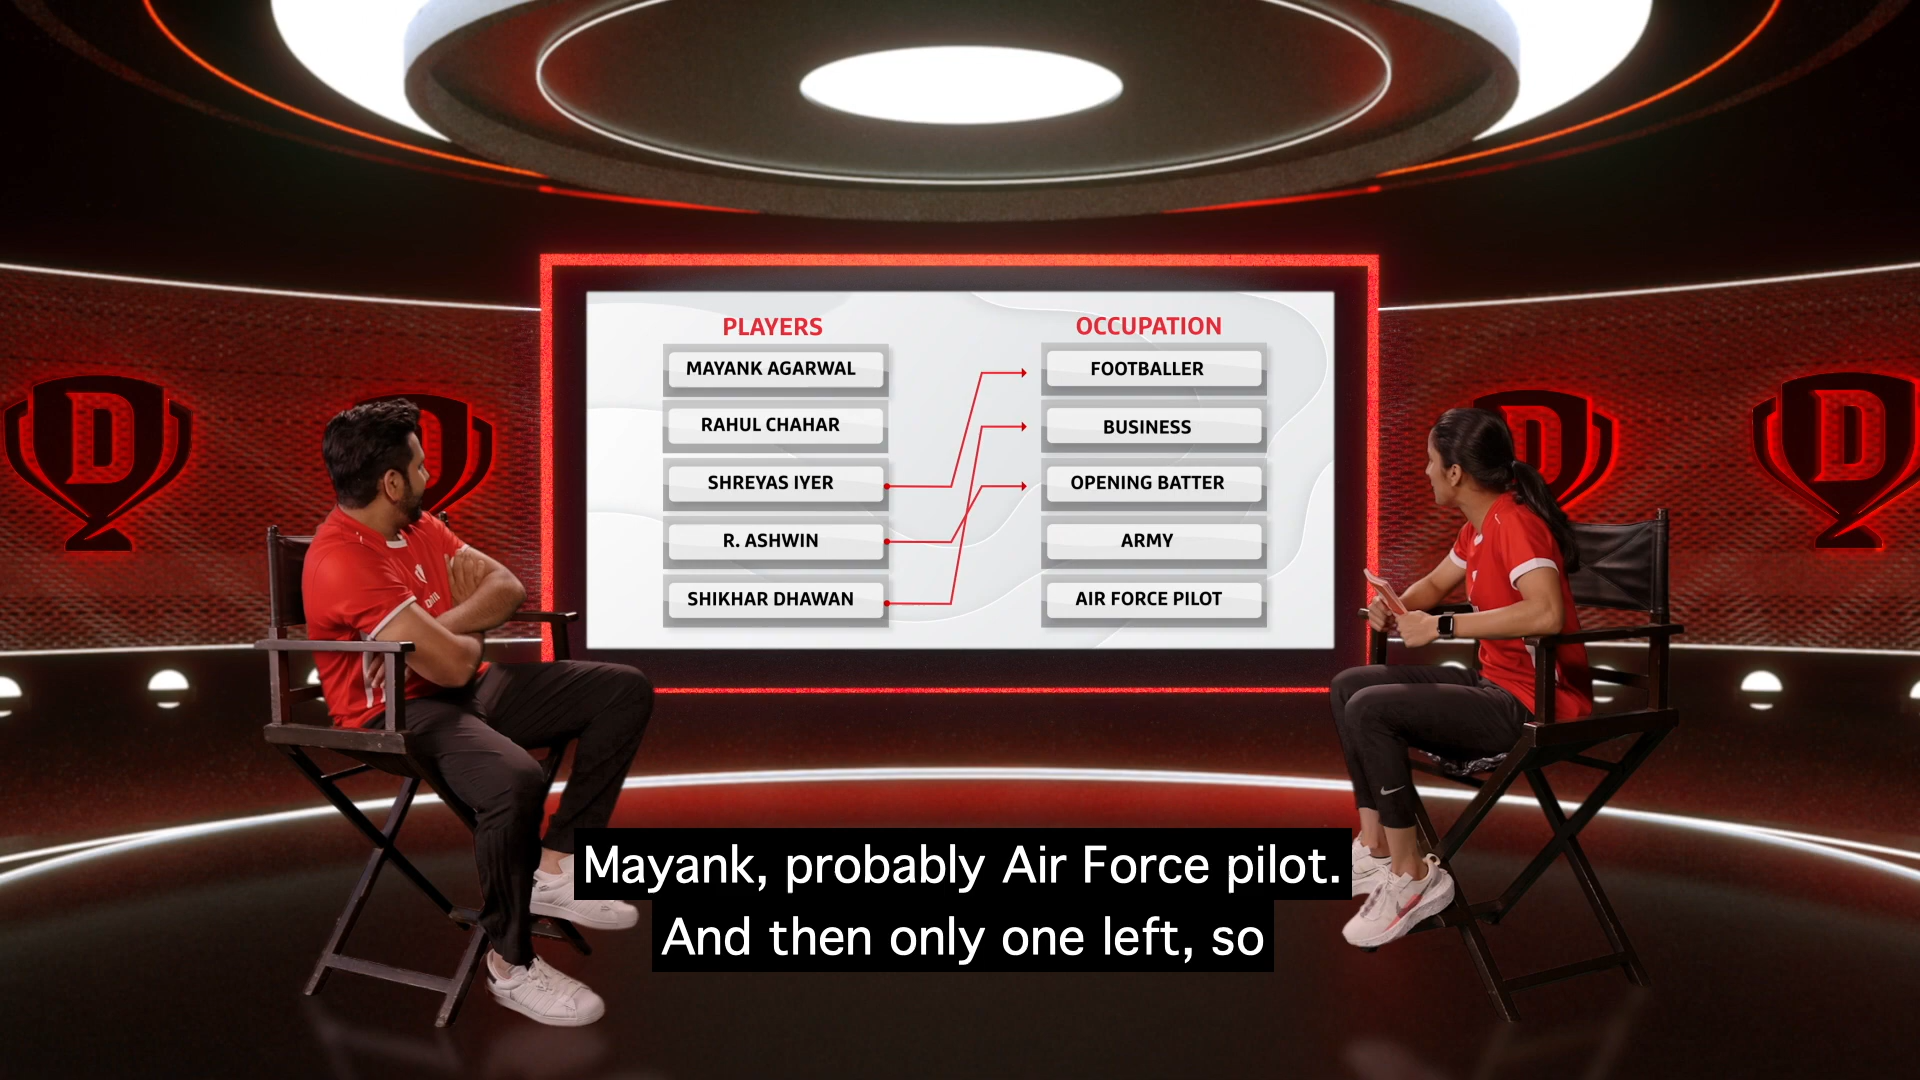 PLAYERS
OCCUPATION
MAYANK AGARWAL
FOOTBALLER
RAHUL CHAHAR
BUSINESS
SHREYAS IYER
OPENING BATTER
R. ASHWIN
ARMY
SHIKHAR DHAWAN
AIR FORCE PILOT
D
D
D
D
Mayank, probably Air Force pilot.
And then only one left, so